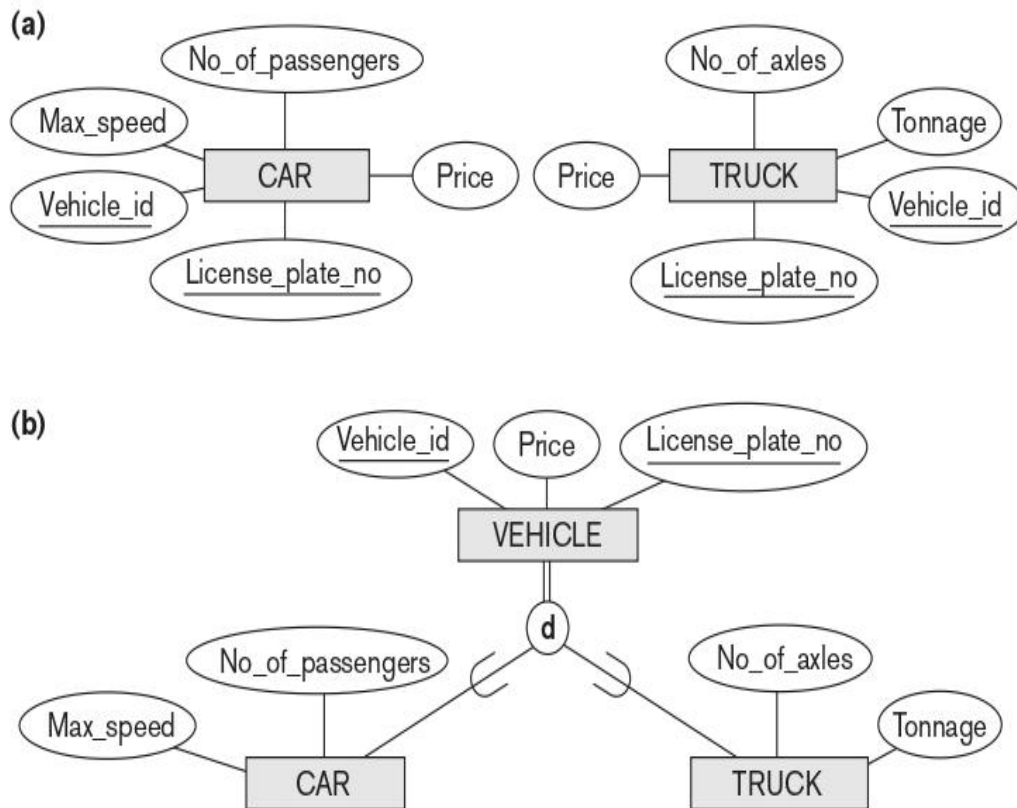 (a)
No_of_passengers
No_of_axles
Max_speed
Tonnage
CAR
Price
Price
TRUCK
Vehicle_id
Vehicle_id
License_plate_no
License_plate_no
(b)
Vehicle_id
Price
License_plate_no
VEHICLE
d
No_of_passengers
No_of_axles
Max_speed
Tonnage
CAR
TRUCK